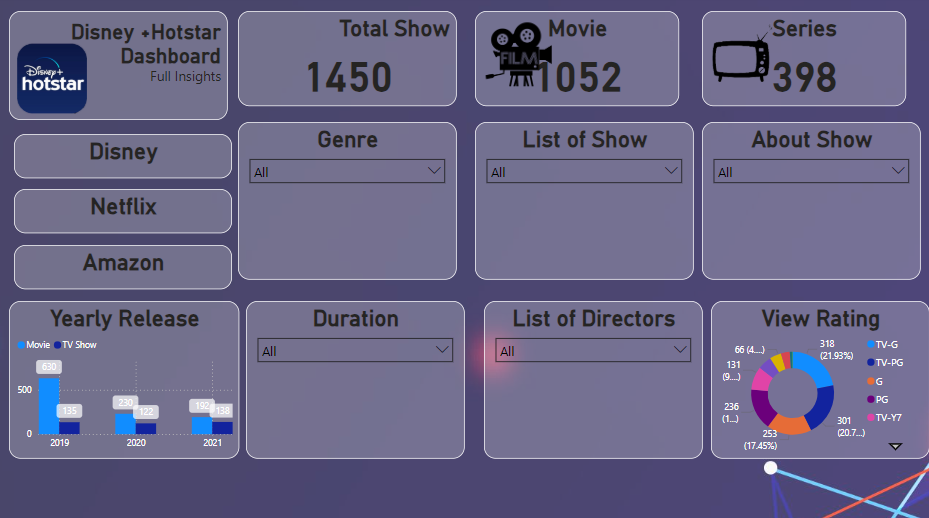 Disney +Hotstar
Dashboard
Full Insights
Disney+
hotstar
Total Show
1450
FILM
Movie
1052
Series
398
Disney
Netflix
Amazon
Genre
All
List of Show
All
About Show
All
Yearly Release
Movie TV Show
500
0
630
135
230
122
192
138
2019 2020 2021
Duration
All
List of Directors
All
View Rating
66 (4....)
131
(9....)
236
(1...)
253
(17.45%)
301
(20.7...)
318
(21.93%)
TV-G
TV-PG
G
PG
TV-Y7